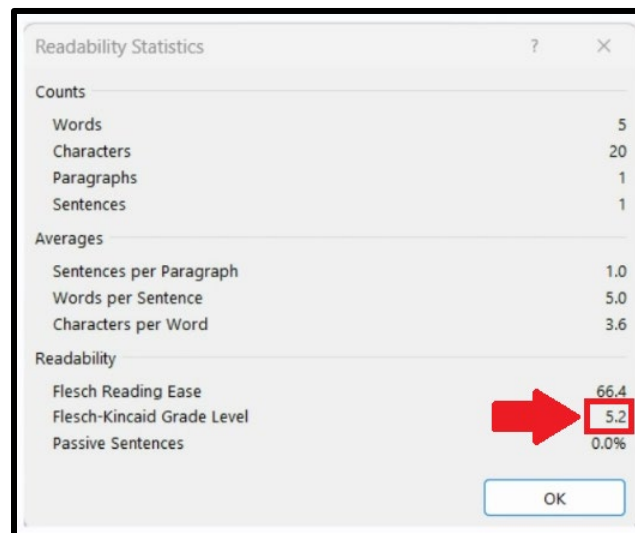 Readability Statistics ? ×
Counts
Words 5
Characters 20
Paragraphs 1
Sentences 1
Averages
Sentences per Paragraph 1.0
Words per Sentence 5.0
Characters per Word 3.6
Readability
Flesch Reading Ease 66.4
Flesch-Kincaid Grade Level 5.2
Passive Sentences 0.0%
OK